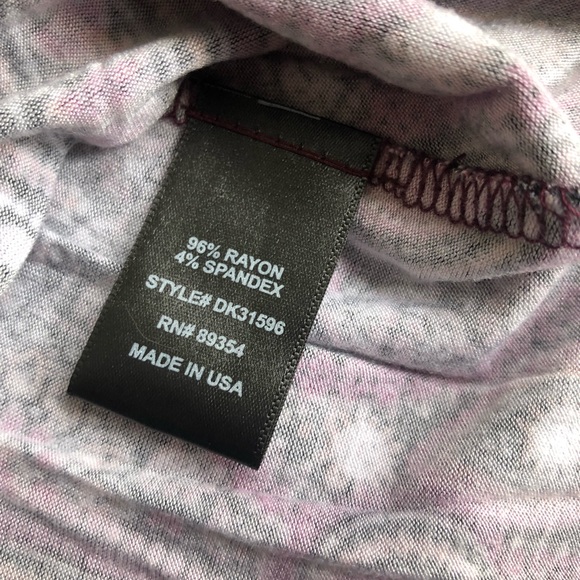 96% RAYON
4% SPANDEX
STYLE# DK31596
RN# 89354
MADE IN USA